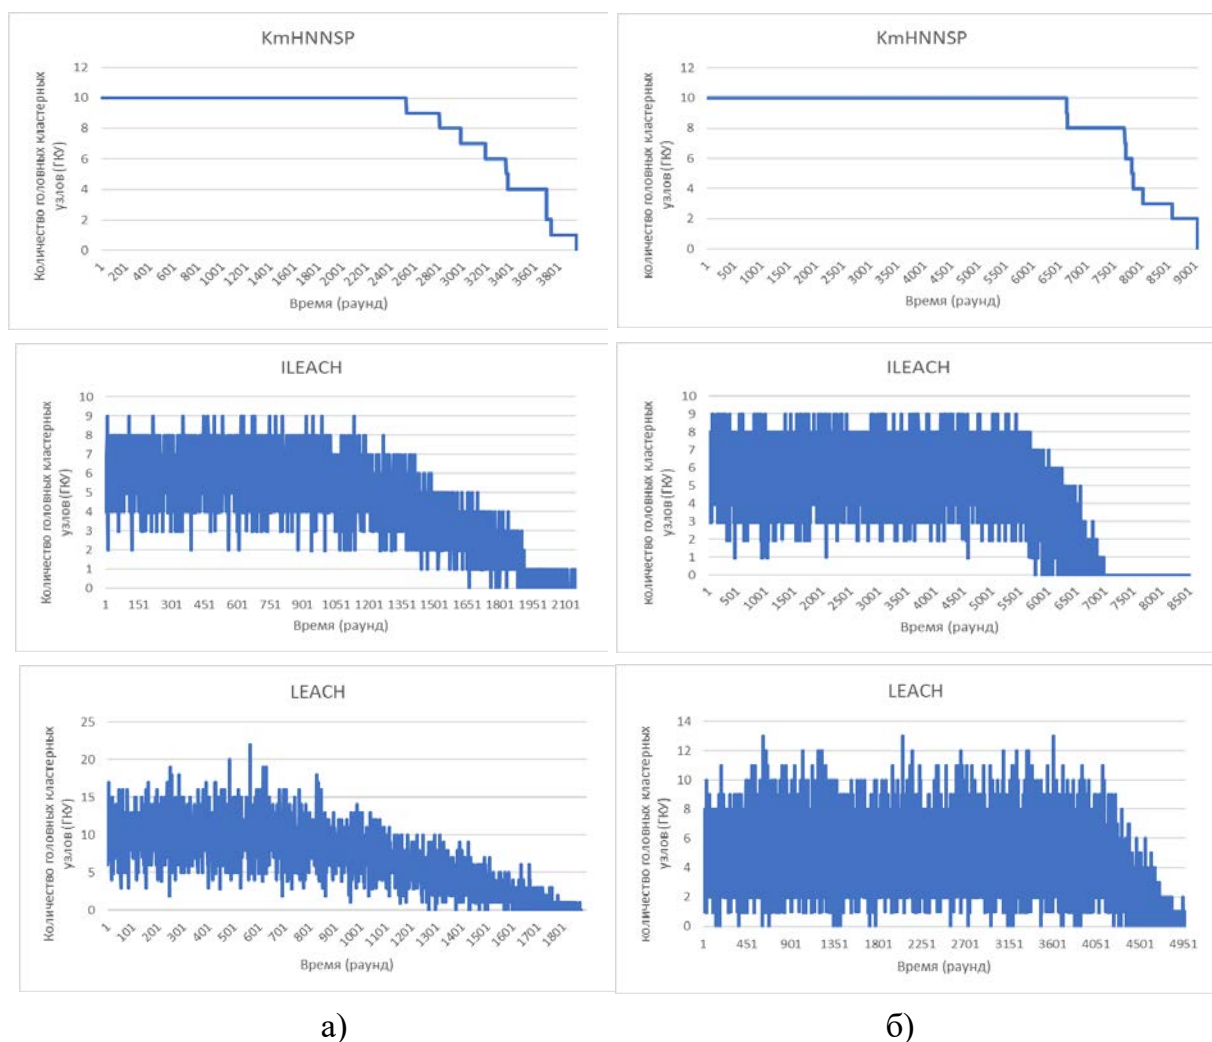 KmHNNSP
Количество головных кластерных
узлов (ГКУ)
12
10
8
6
4
2
0
1 201 401 601 801 1001 1201 1401 1601 1801 2001 2201 2401 2601 2801 3001 3201 3401 3601 3801
Время (раунд)
KmHNNSP
количество головных кластерных
узлов (ГКУ)
12
10
8
6
4
2
0
1 501 1001 1501 2001 2501 3001 3501 4001 4501 5001 5501 6001 6501 7001 7501 8001 8501 9001
Время (раунд)
ILEACH
Количество головных кластерных
узлов (ГКУ)
10
9
8
7
6
5
4
3
2
1
0
1 151 301 451 601 751 901 1051 1201 1351 1501 1651 1801 1951 2101
Время (раунд)
ILEACH
Количество головных кластерных
узлов (ГКУ)
10
9
8
7
6
5
4
3
2
1
0
1 501 1001 1501 2001 2501 3001 3501 4001 4501 5001 5501 6001 6501 7001 7501 8001 8501
Время (раунд)
LEACH
Количество головных кластерных
узлов (ГКУ)
25
20
15
10
5
0
1 101 201 301 401 501 601 701 801 901 1001 1101 1201 1301 1401 1501 1601 1701 1801
Время (раунд)
LEACH
количество головных кластерных
узлов (ГКУ)
14
12
10
8
6
4
2
0
1 451 901 1351 1801 2251 2701 3151 3601 4051 4501 4951
Время (раунд)
а)
б)